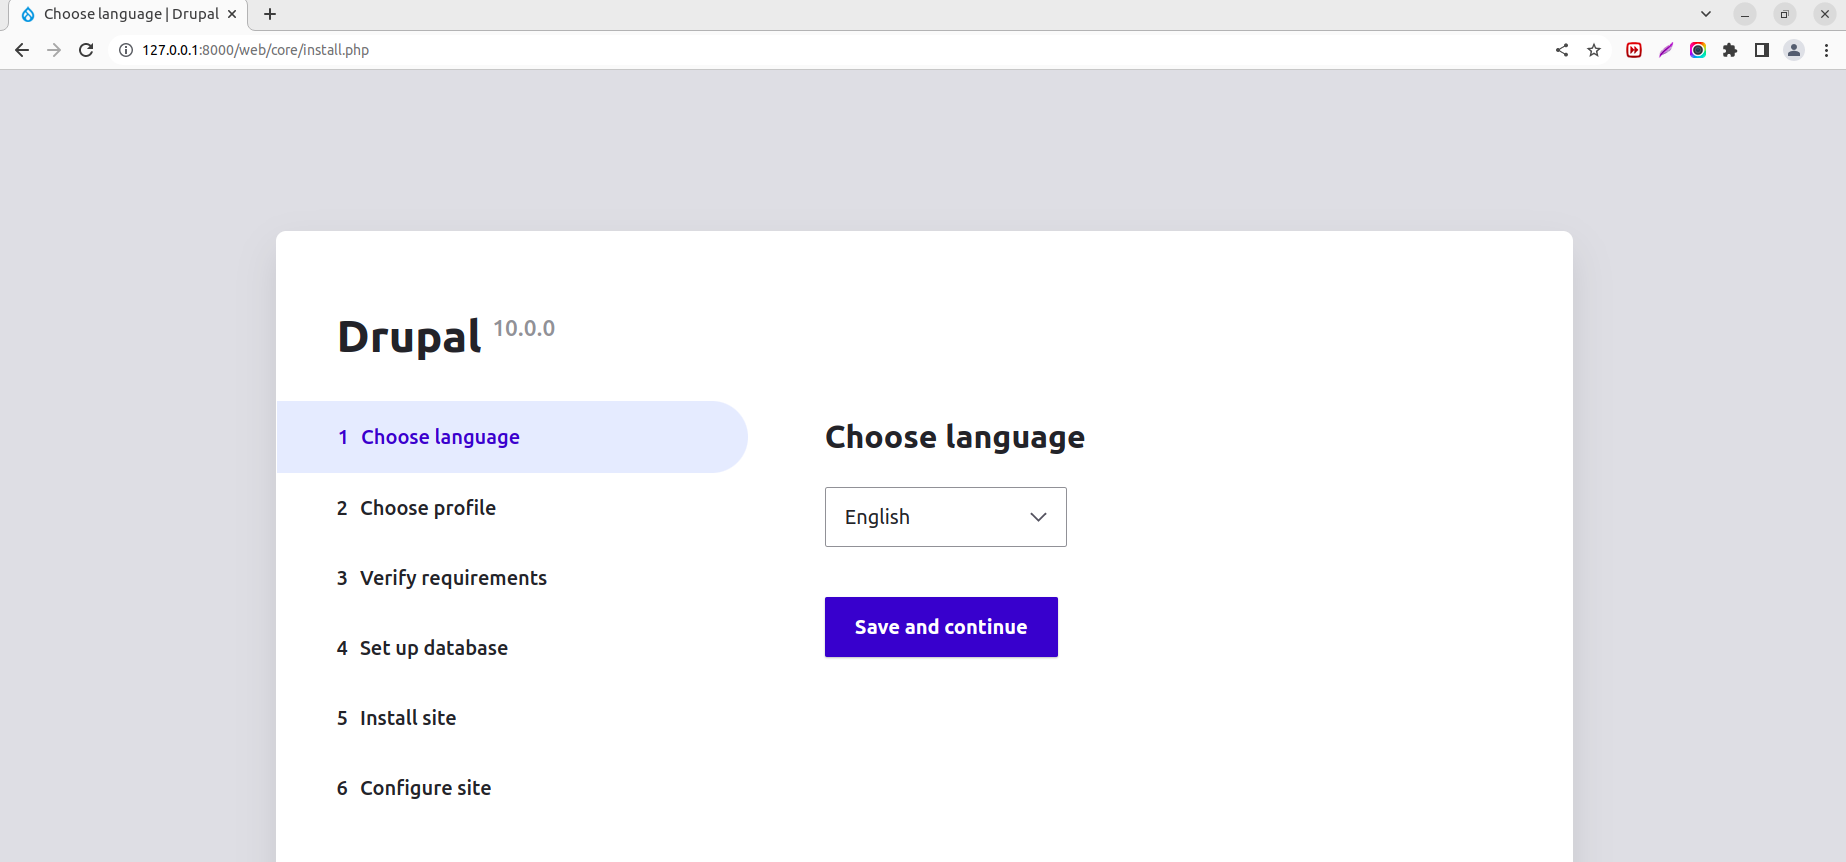 Choose language | Drupal
127.0.0.1:8000/web/core/install.php
Drupal 10.0.0
1 Choose language
2 Choose profile
3 Verify requirements
4 Set up database
5 Install site
6 Configure site
Choose language
English
Save and continue